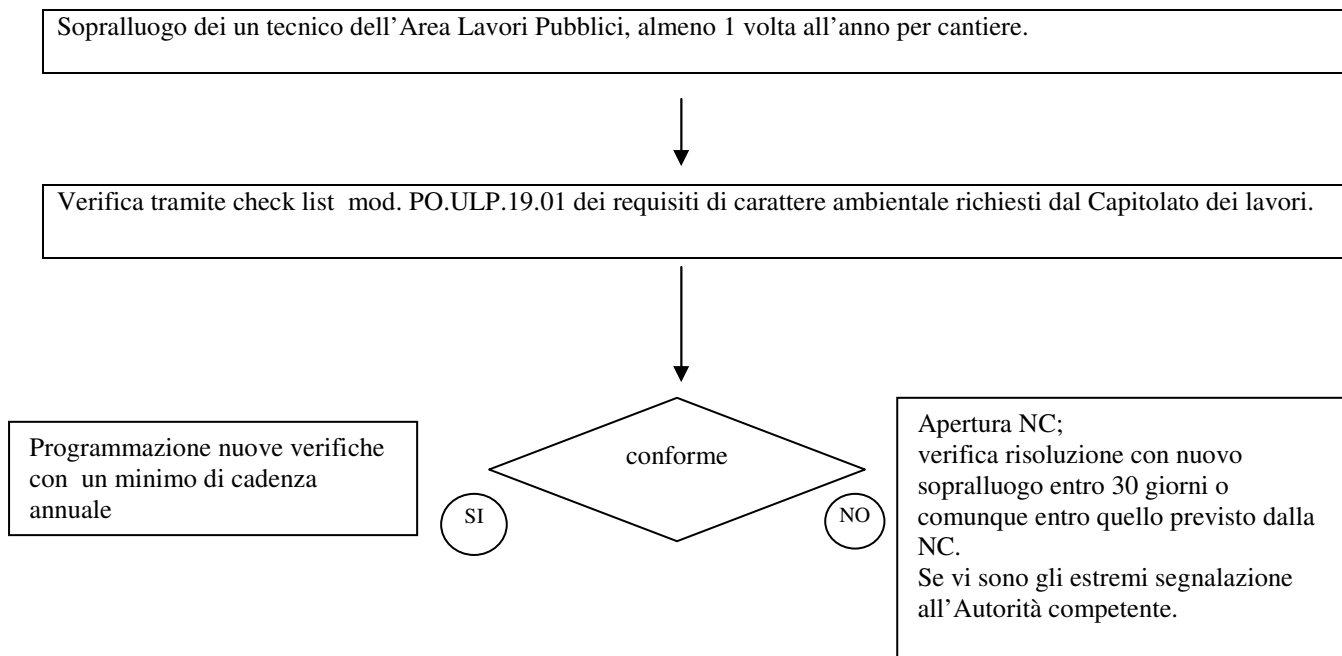 Sopralluogo dei un tecnico dell’Area Lavori Pubblici, almeno 1 volta all’anno per cantiere.
Verifica tramite check list mod. PO.ULP.19.01 dei requisiti di carattere ambientale richiesti dal Capitolato dei lavori.
Programmazione nuove verifiche
con un minimo di cadenza
annuale
SI
conforme
NO
Apertura NC;
verifica risoluzione con nuovo
sopralluogo entro 30 giorni o
comunque entro quello previsto dalla
NC.
Se vi sono gli estremi segnalazione
all’Autorità competente.